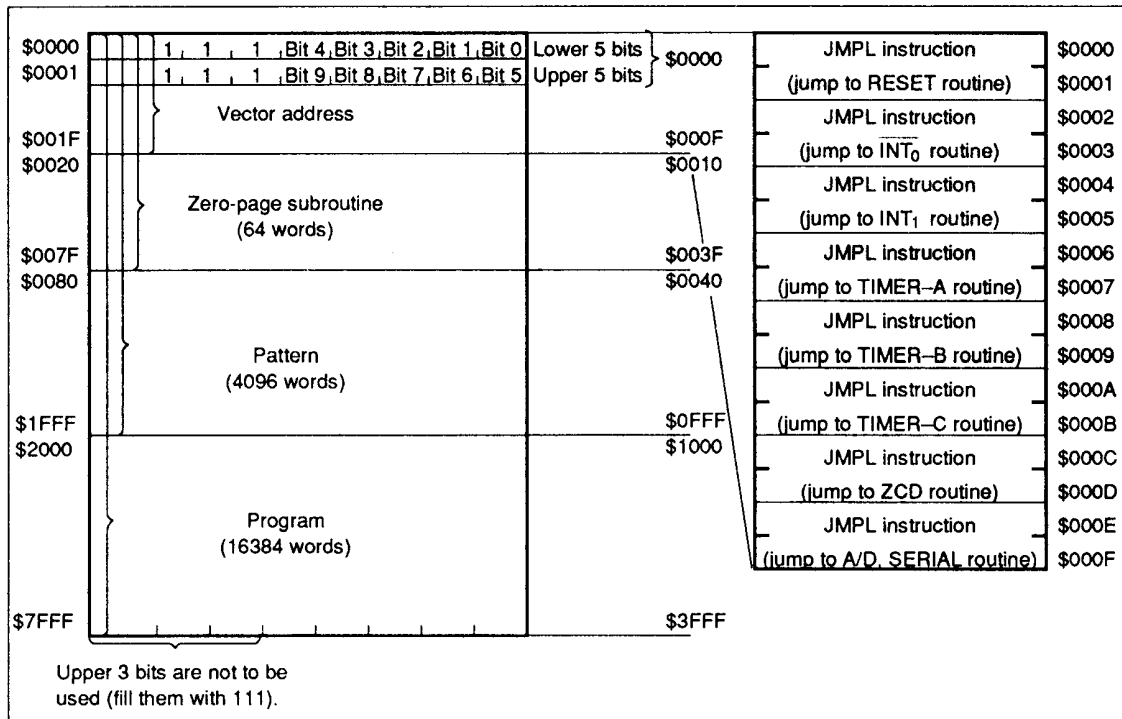 $0000
1 1 1 Bit 4 Bit 3 Bit 2 Bit 1 Bit 0
Lower 5 bits
$0001
1 1 1 Bit 9 Bit 8 Bit 7 Bit 6 Bit 5
Upper 5 bits
$0000
Vector address
$001F
$000F
$0020
$0010
Zero-page subroutine
(64 words)
$007F
$003F
$0080
$0040
Pattern
(4096 words)
$1FFF
$0FFF
$2000
$1000
Program
(16384 words)
$7FFF
$3FFF
Upper 3 bits are not to be
used (fill them with 111).
JMPL instruction $0000
(jump to RESET routine) $0001
JMPL instruction $0002
(jump to INT0 routine) $0003
JMPL instruction $0004
(jump to INT1 routine) $0005
JMPL instruction $0006
(jump to TIMER–A routine) $0007
JMPL instruction $0008
(jump to TIMER–B routine) $0009
JMPL instruction $000A
(jump to TIMER–C routine) $000B
JMPL instruction $000C
(jump to ZCD routine) $000D
JMPL instruction $000E
(jump to A/D, SERIAL routine) $000F